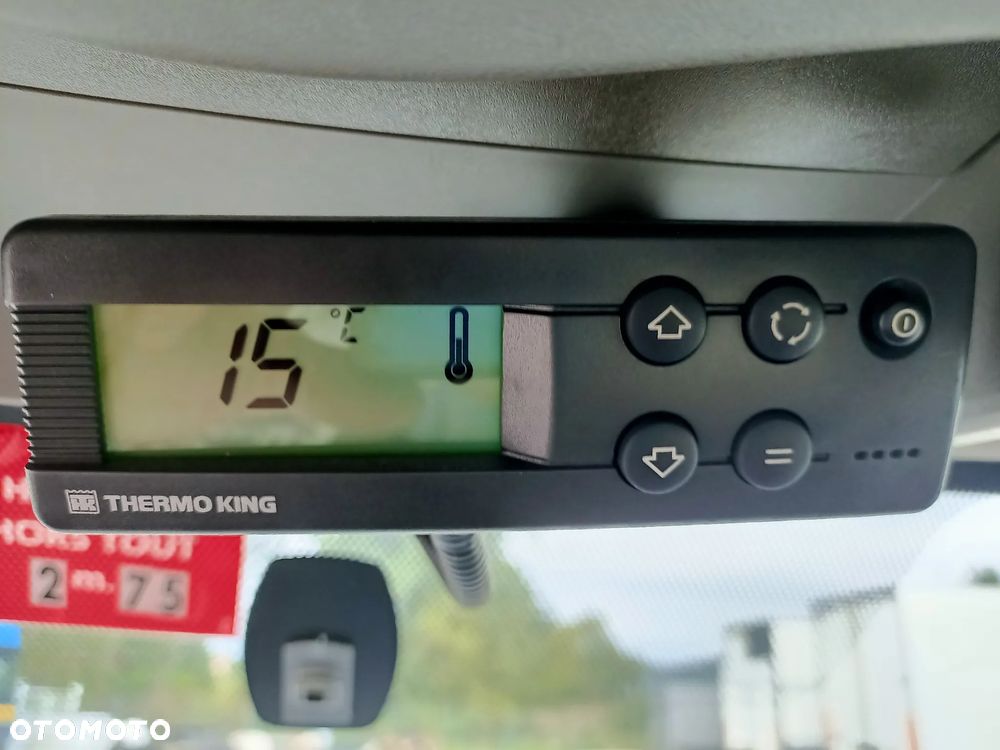 15 °C
THERMO KING
HORS TOUT
2 m. 75
OTOMOTO